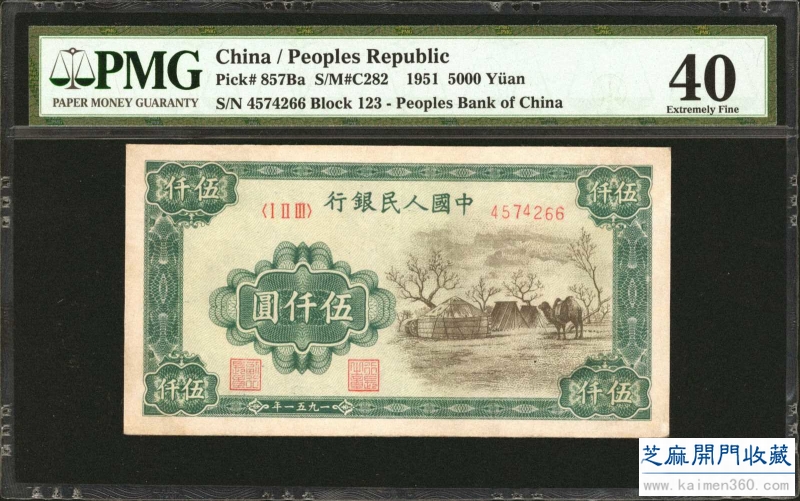 PMG
PAPER MONEY GUARANTY
China / Peoples Republic
Pick# 857Ba S/M#C282 1951 5000 Yüan
S/N 4574266 Block 123 - Peoples Bank of China
40
Extremely Fine
仟伍
仟伍
行銀民人國中
〈I II III〉
4574266
圓仟伍
仟伍
仟伍
年一五九一
芝麻開門收藏
www.kaimen360.com